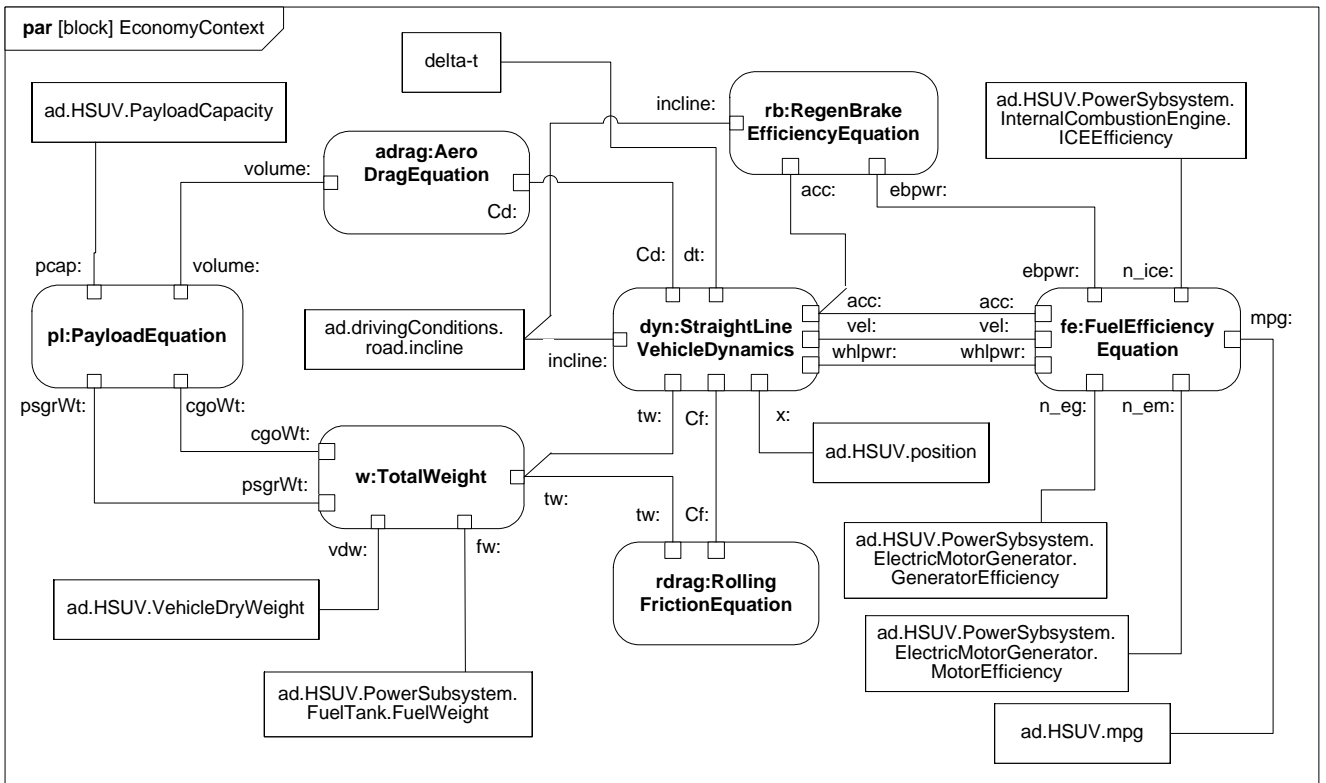 par [block] EconomyContext
delta-t
ad.HSUV.PayloadCapacity
incline:
rb:RegenBrake
EfficiencyEquation
ad.HSUV.PowerSybsystem.
InternalCombustionEngine.
ICEEfficiency
adrag:Aero
DragEquation
volume:
Cd:
acc:
ebpwr:
pcap:
volume:
Cd:
dt:
ebpwr:
n_ice:
pl:PayloadEquation
ad.drivingConditions.
road.incline
incline:
dyn:StraightLine
VehicleDynamics
acc:
vel:
whlpwr:
acc:
vel:
whlpwr:
fe:FuelEfficiency
Equation
mpg:
psgrWt:
cgoWt:
tw:
Cf:
x:
n_eg:
n_em:
cgoWt:
psgrWt:
w:TotalWeight
tw:
ad.HSUV.position
vdw:
fw:
tw:
Cf:
rdrag:Rolling
FrictionEquation
ad.HSUV.PowerSybsystem.
ElectricMotorGenerator.
GeneratorEfficiency
ad.HSUV.VehicleDryWeight
ad.HSUV.PowerSybsystem.
ElectricMotorGenerator.
MotorEfficiency
ad.HSUV.PowerSubsystem.
FuelTank.FuelWeight
ad.HSUV.mpg